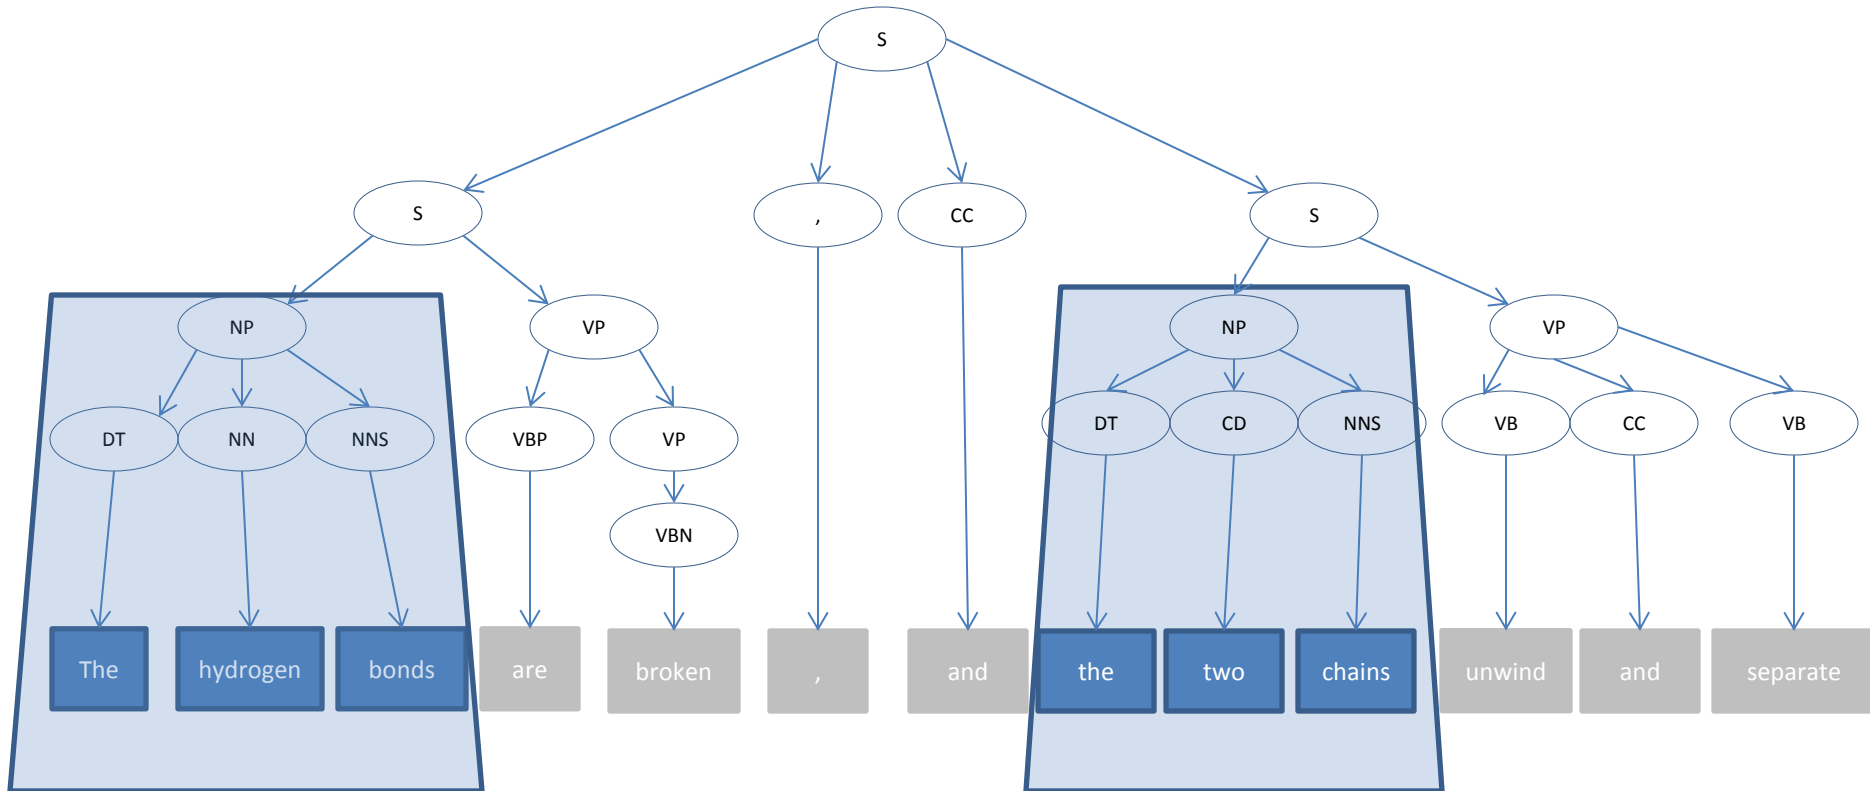 S
S , CC S
NP VP NP VP
DT NN NNS VBP VP DT CD NNS VB CC VB
VBN
The hydrogen bonds are broken , and the two chains unwind and separate